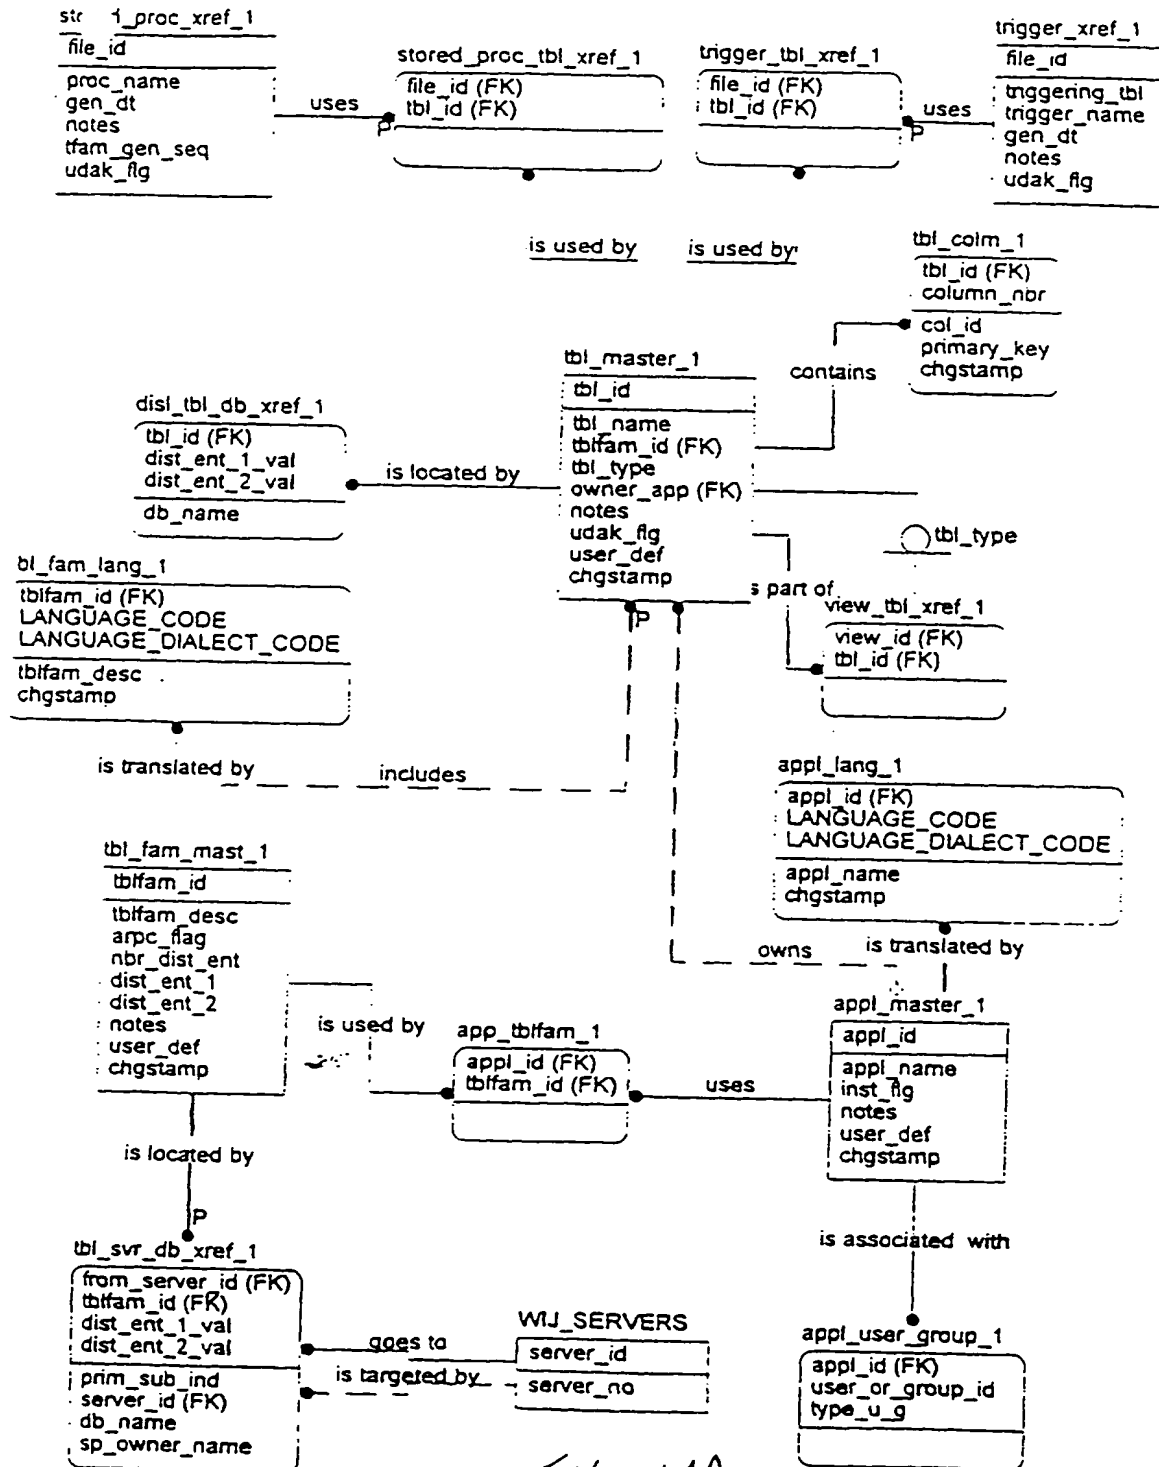 d_proc_xref_1
file_id
proc_name
gen_dt
notes
tfam_gen_seq
udak_flg
uses
P
stored_proc_tbl_xref_1
file_id (FK)
tbl_id (FK)
trigger_tbl_xref_1
file_id (FK)
tbl_id (FK)
uses
P
trigger_xref_1
file_id
triggering_tbl
trigger_name
gen_dt
notes
udak_flg
is used by
is used by
tbl_colm_1
tbl_id (FK)
column_nbr
col_id
primary_key
chgstamp
contains
tbl_master_1
tbl_id
tbl_name
tblfam_id (FK)
tbl_type
owner_app (FK)
notes
udak_flg
user_def
chgstamp
P
disl_tbl_db_xref_1
tbl_id (FK)
dist_ent_1_val
dist_ent_2_val
db_name
is located by
tbl_type
s part of
view_tbl_xref_1
view_id (FK)
tbl_id (FK)
bl_fam_lang_1
tblfam_id (FK)
LANGUAGE_CODE
LANGUAGE_DIALECT_CODE
tblfam_desc
chgstamp
is translated by
includes
appl_lang_1
appl_id (FK)
LANGUAGE_CODE
LANGUAGE_DIALECT_CODE
appl_name
chgstamp
owns
is translated by
tbl_fam_mast_1
tblfam_id
tblfam_desc
arpc_flag
nbr_dist_ent
dist_ent_1
dist_ent_2
notes
user_def
chgstamp
is used by
app_tblfam_1
appl_id (FK)
tblfam_id (FK)
uses
appl_master_1
appl_id
appl_name
inst_flg
notes
user_def
chgstamp
is located by
P
is associated with
tbl_svr_db_xref_1
from_server_id (FK)
tblfam_id (FK)
dist_ent_1_val
dist_ent_2_val
prim_sub_ind
server_id (FK)
db_name
sp_owner_name
goes to
is targeted by
WIJ_SERVERS
server_id
server_no
appl_user_group_1
appl_id (FK)
user_or_group_id
type_u_g